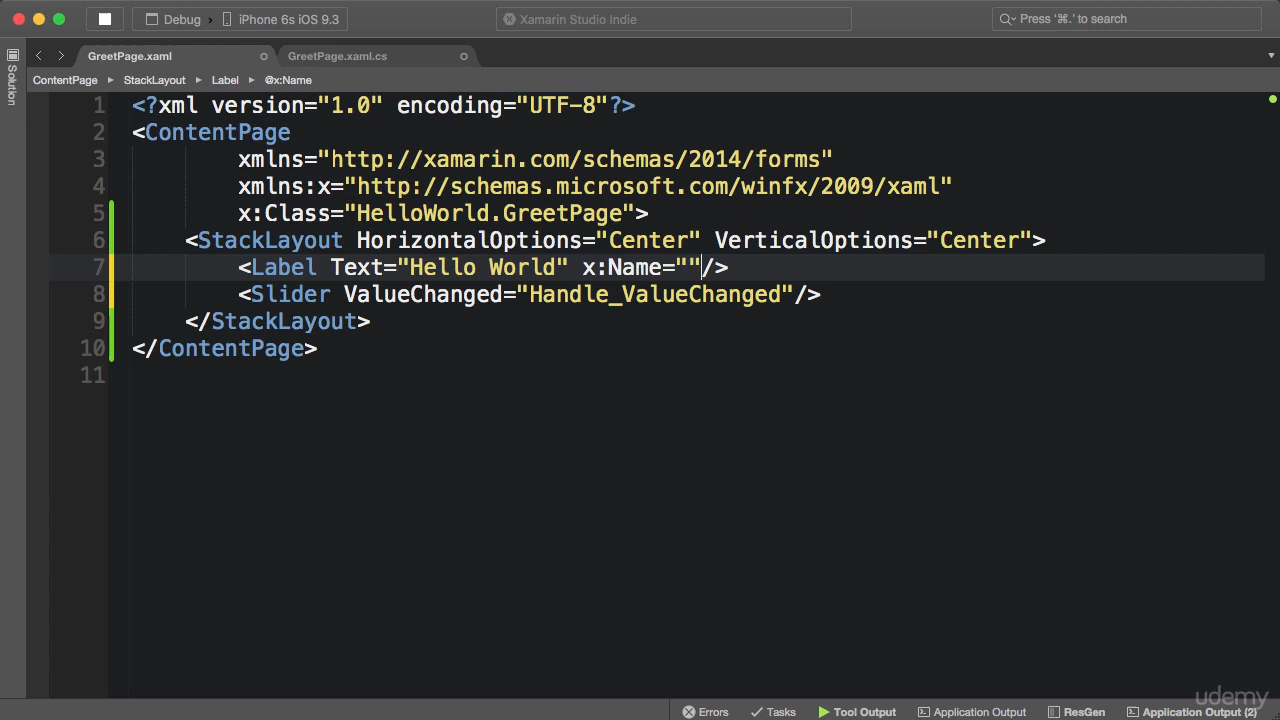 Debug
iPhone 6s iOS 9.3
Xamarin Studio Indie
Press '⌘.' to search
Solution
GreetPage.xaml
GreetPage.xaml.cs
ContentPage ▸ StackLayout ▸ Label ▸ @x:Name
1 <?xml version="1.0" encoding="UTF-8"?>
2 <ContentPage
3 xmlns="http://xamarin.com/schemas/2014/forms"
4 xmlns:x="http://schemas.microsoft.com/winfx/2009/xaml"
5 x:Class="HelloWorld.GreetPage">
6 <StackLayout HorizontalOptions="Center" VerticalOptions="Center">
7 <Label Text="Hello World" x:Name=""/>
8 <Slider ValueChanged="Handle_ValueChanged"/>
9 </StackLayout>
10 </ContentPage>
11
udemy
Errors Tasks Tool Output Application Output ResGen Application Output (2)